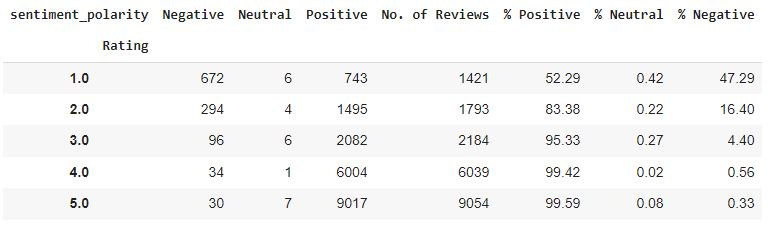 sentiment_polarity Negative Neutral Positive No. of Reviews % Positive % Neutral % Negative
Rating
1.0 672 6 743 1421 52.29 0.42 47.29
2.0 294 4 1495 1793 83.38 0.22 16.40
3.0 96 6 2082 2184 95.33 0.27 4.40
4.0 34 1 6004 6039 99.42 0.02 0.56
5.0 30 7 9017 9054 99.59 0.08 0.33